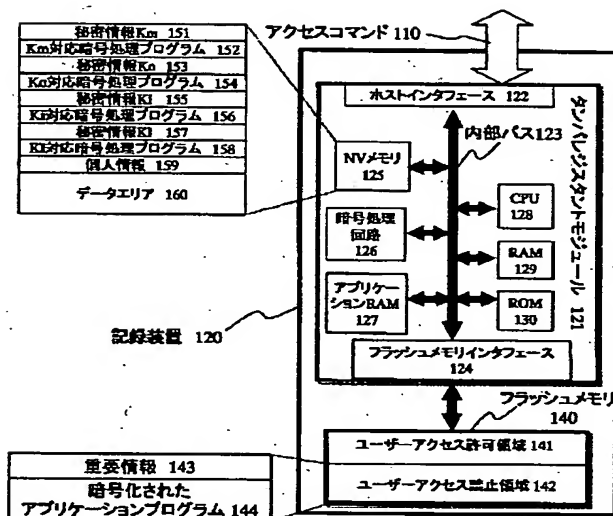 アクセスコマンド 110
秘密情報Km 151
Km対応暗号処理プログラム 152
秘密情報Ko 153
Ko対応暗号処理プログラム 154
秘密情報Ki 155
Ki対応暗号処理プログラム 156
秘密情報Kl 157
Kl対応暗号処理プログラム 158
個人情報 159
データエリア 160
ホストインタフェース 122
内部バス123
NVメモリ
125
暗号処理
回路
126
アプリケー
ションRAM
127
CPU
128
RAM
129
ROM
130
タンパレジスタントモジュール 121
フラッシュメモリインタフェース
124
記録装置 120
フラッシュメモリ
140
ユーザーアクセス許可領域 141
ユーザーアクセス禁止領域 142
重要情報 143
暗号化された
アプリケーションプログラム 144